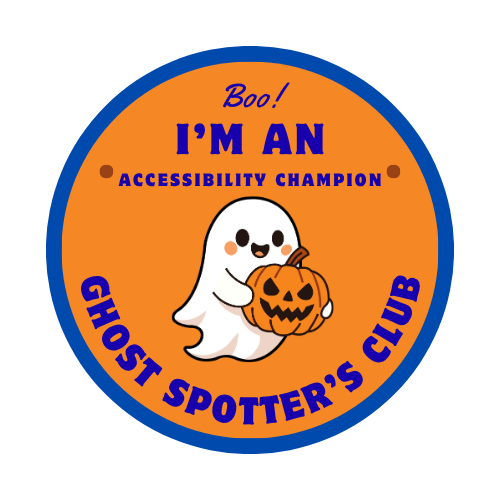 Boo!
I'M AN
ACCESSIBILITY CHAMPION
GHOST SPOTTER'S CLUB